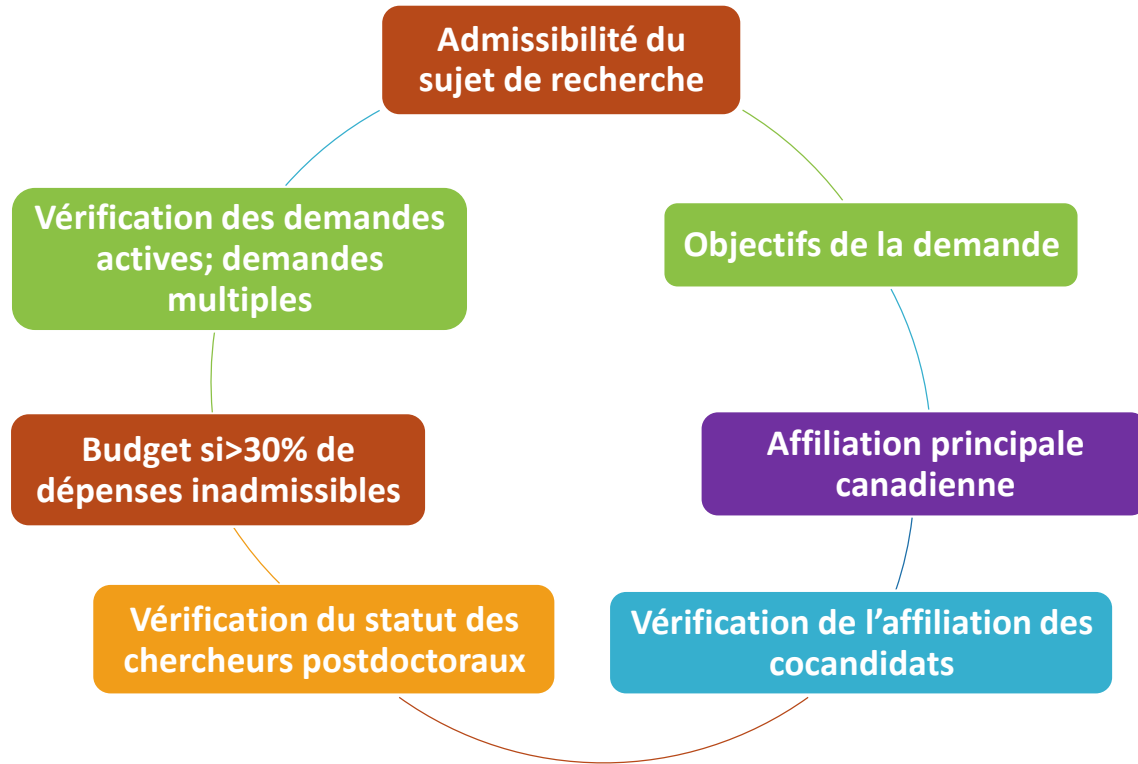 Admissibilité du
sujet de recherche
Objectifs de la demande
Affiliation principale
canadienne
Vérification de l’affiliation des
cocandidats
Vérification du statut des
chercheurs postdoctoraux
Budget si>30% de
dépenses inadmissibles
Vérification des demandes
actives; demandes
multiples